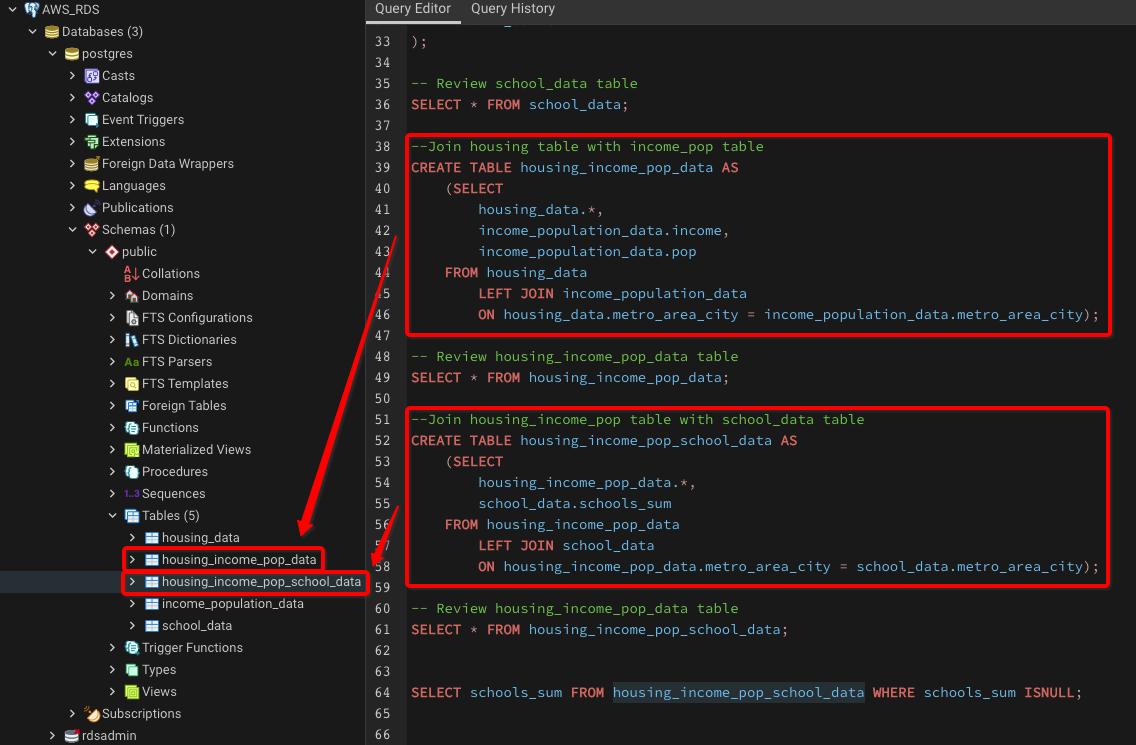 AWS_RDS
Databases (3)
postgres
Casts
Catalogs
Event Triggers
Extensions
Foreign Data Wrappers
Languages
Publications
Schemas (1)
public
Collations
Domains
FTS Configurations
FTS Dictionaries
Aa FTS Parsers
FTS Templates
Foreign Tables
Functions
Materialized Views
Procedures
1..3 Sequences
Tables (5)
housing_data
housing_income_pop_data
housing_income_pop_school_data
income_population_data
school_data
Trigger Functions
Types
Views
Subscriptions
rdsadmin
Query Editor Query History
33 );
34
35 -- Review school_data table
36 SELECT * FROM school_data;
37
38 --Join housing table with income_pop table
39 CREATE TABLE housing_income_pop_data AS
40 (SELECT
41 housing_data.*,
42 income_population_data.income,
43 income_population_data.pop
44 FROM housing_data
45 LEFT JOIN income_population_data
46 ON housing_data.metro_area_city = income_population_data.metro_area_city);
47
48 -- Review housing_income_pop_data table
49 SELECT * FROM housing_income_pop_data;
50
51 --Join housing_income_pop table with school_data table
52 CREATE TABLE housing_income_pop_school_data AS
53 (SELECT
54 housing_income_pop_data.*,
55 school_data.schools_sum
56 FROM housing_income_pop_data
57 LEFT JOIN school_data
58 ON housing_income_pop_data.metro_area_city = school_data.metro_area_city);
59
60 -- Review housing_income_pop_data table
61 SELECT * FROM housing_income_pop_school_data;
62
63
64 SELECT schools_sum FROM housing_income_pop_school_data WHERE schools_sum ISNULL;
65
66